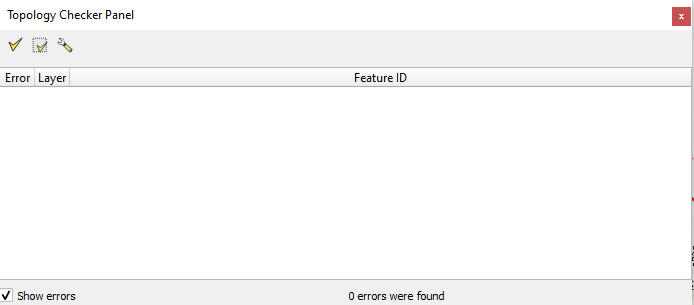 Topology Checker Panel
x
Error Layer Feature ID
Show errors 0 errors were found